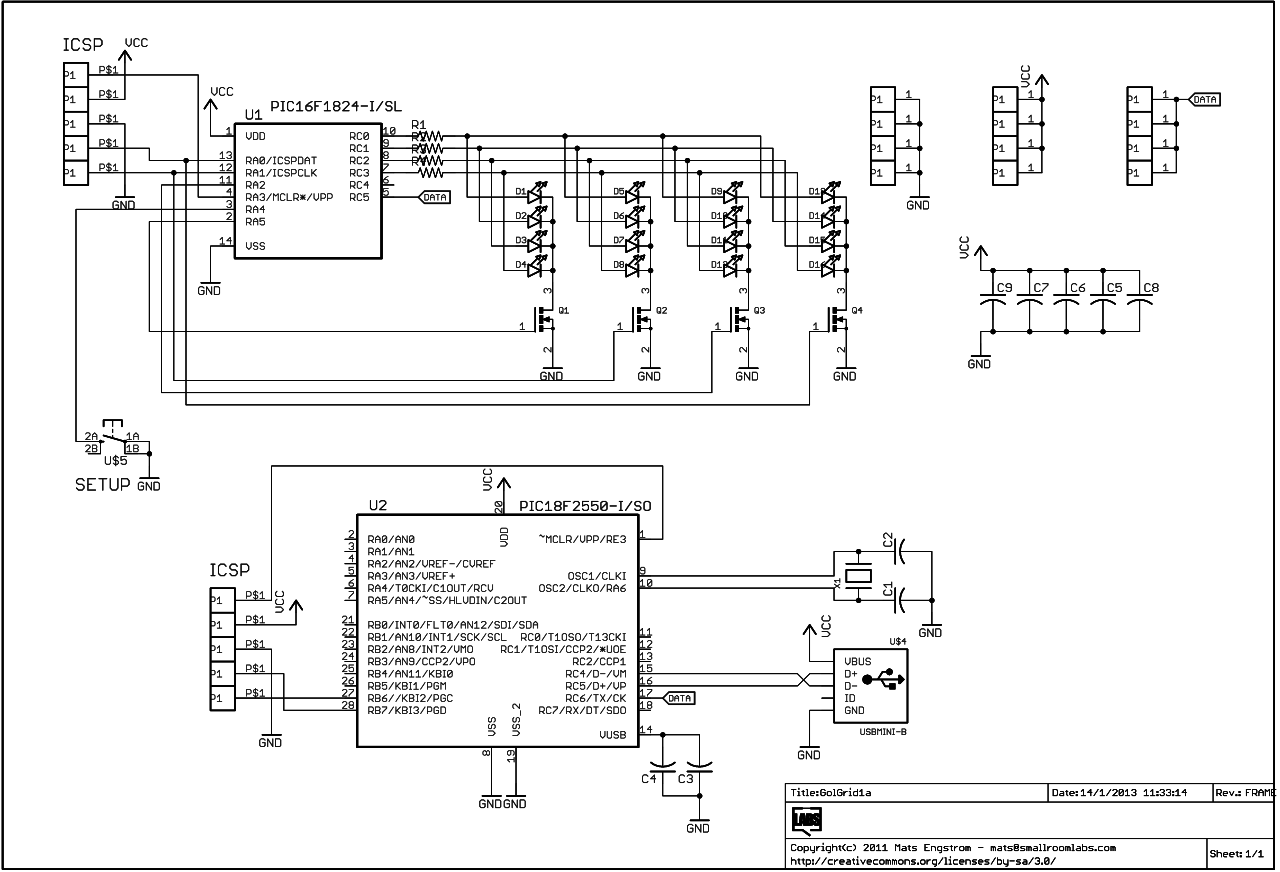 ICSP
VCC
P1 P$1
P1 P$1
P1 P$1
P1 P$1
P1 P$1
GND
VCC
U1 PIC16F1824-I/SL
1 VDD RC0 10 R1
RC1 9
13 RA0/ICSPDAT RC2 8
12 RA1/ICSPCLK RC3 7
11 RA2 RC4 6
4 RA3/MCLR*/VPP RC5 5 DATA
3 RA4
2 RA5
14 VSS
GND
D1 D5 D9
D2 D6
D3 D7
D4 D8
3 3 3 3
Q1 Q2 Q3 Q4
1 1 1 1
2 2 2 2
GND GND GND GND
P1 1
P1 1
P1 1
P1 1
GND
VCC
P1 1
P1 1
P1 1
P1 1
P1 1 DATA
P1 1
P1 1
P1 1
VCC
C9 C7 C6 C5 C8
GND
2A 1A
2B 1B
U$5
SETUP GND
VCC
U2 20 PIC18F2550-I/SO
VDD
2 RA0/AN0 ~MCLR/VPP/RE3 1
3 RA1/AN1
4 RA2/AN2/VREF-/CVREF
5 RA3/AN3/VREF+ OSC1/CLKI 9
6 RA4/T0CKI/C1OUT/RCV OSC2/CLKO/RA6 10
7 RA5/AN4/~SS/HLVDIN/C2OUT
21 RB0/INT0/FLT0/AN12/SDI/SDA
22 RB1/AN10/INT1/SCK/SCL RC0/T1OSO/T13CKI 11
23 RB2/AN8/INT2/VMO RC1/T1OSI/CCP2/*UOE 12
24 RB3/AN9/CCP2/VPO RC2/CCP1 13
25 RB4/AN11/KBI0 RC4/D-/VM 15
26 RB5/KBI1/PGM RC5/D+/VP 16
27 RB6//KBI2/PGC RC6/TX/CK 17 DATA
28 RB7/KBI3/PGD RC7/RX/DT/SDO 18
VSS VSS_2 VUSB 14
8 19
GND GND
C4 C3
GND
ICSP
P1 P$1 VCC
P1 P$1
P1 P$1
P1 P$1
P1 P$1
GND
C2
X1 C1
GND
VCC
U$4
VBUS
D+
D-
ID
GND
USBMINI-B
GND
Title:GolGrid1a Date:14/1/2013 11:33:14 Rev.: FRAME
LABS
Copyright(c) 2011 Mats Engstrom - mats@smallroomlabs.com
http://creativecommons.org/licenses/by-sa/3.0/ Sheet: 1/1